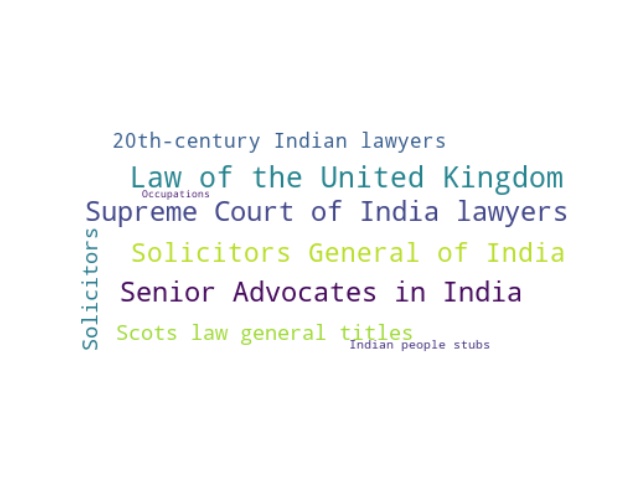 20th-century Indian lawyers
Law of the United Kingdom
Occupations
Supreme Court of India lawyers
Solicitors
Solicitors General of India
Senior Advocates in India
Scots law general titles
Indian people stubs